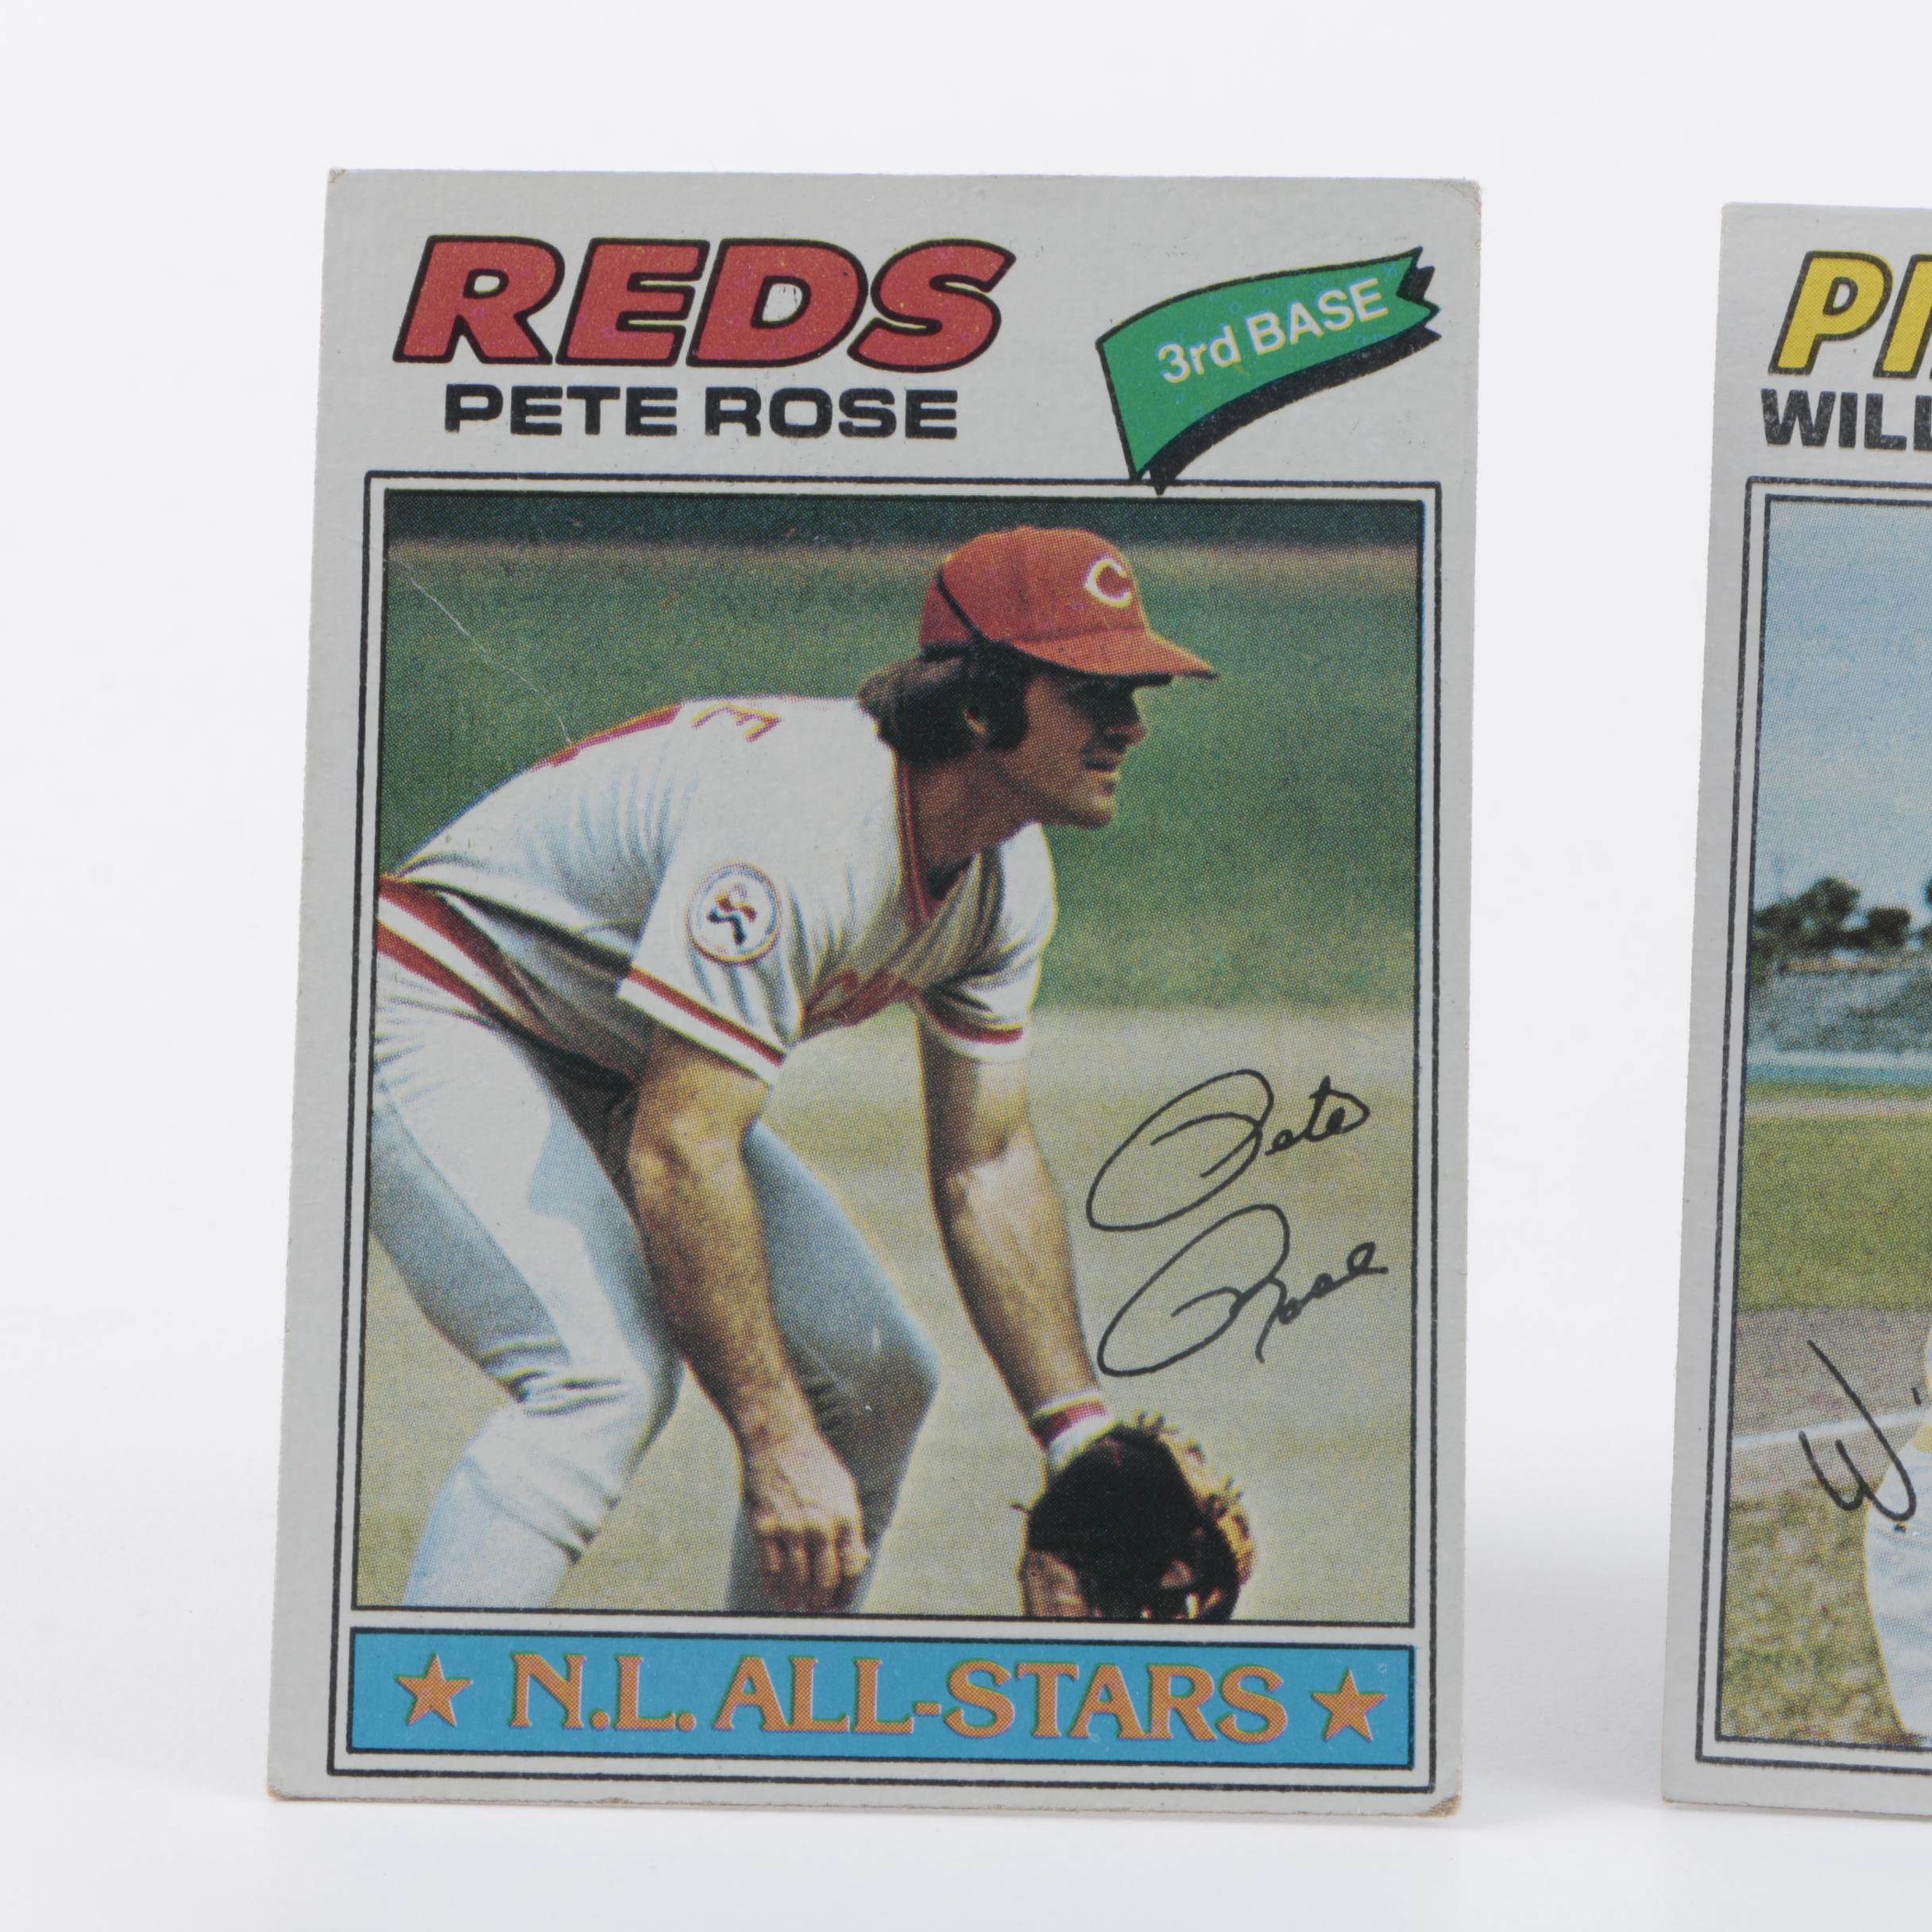 REDS
PETE ROSE
3rd BASE
C
Pete
Rose
N.L. ALL-STARS